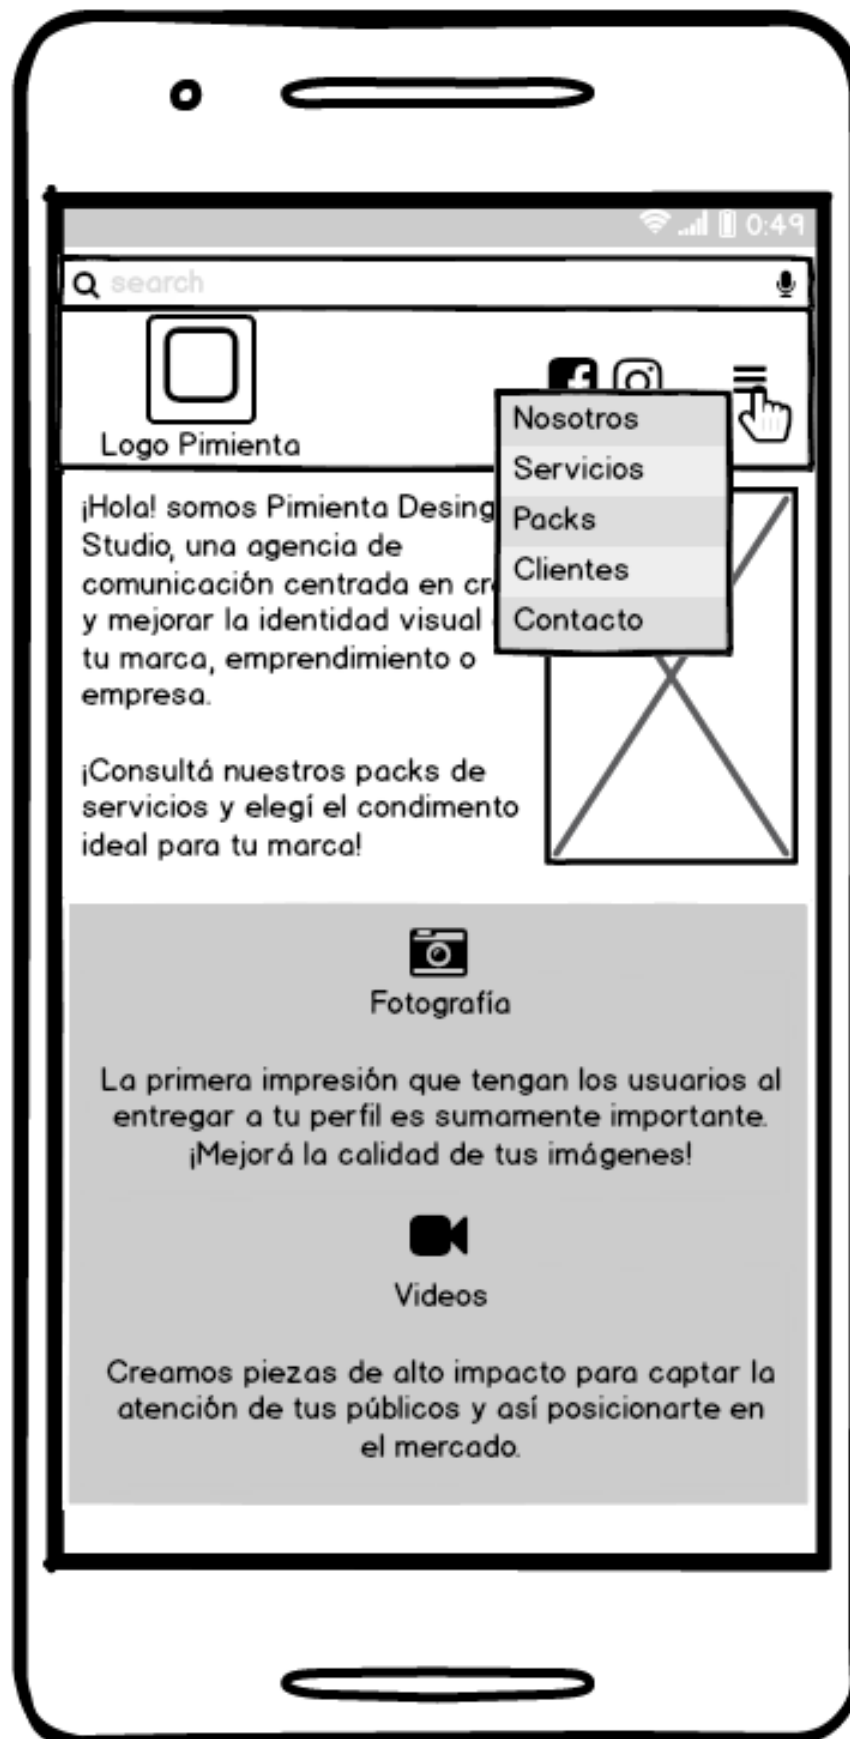 0:49
search
Logo Pimienta
Nosotros
Servicios
Packs
Clientes
Contacto
¡Hola! somos Pimienta Desing
Studio, una agencia de
comunicación centrada en
y mejorar la identidad visual
tu marca, emprendimiento o
empresa.
¡Consultá nuestros packs de
servicios y elegí el condimento
ideal para tu marca!
Fotografía
La primera impresión que tengan los usuarios al
entregar a tu perfil es sumamente importante.
¡Mejorá la calidad de tus imágenes!
Videos
Creamos piezas de alto impacto para captar la
atención de tus públicos y así posicionarte en
el mercado.